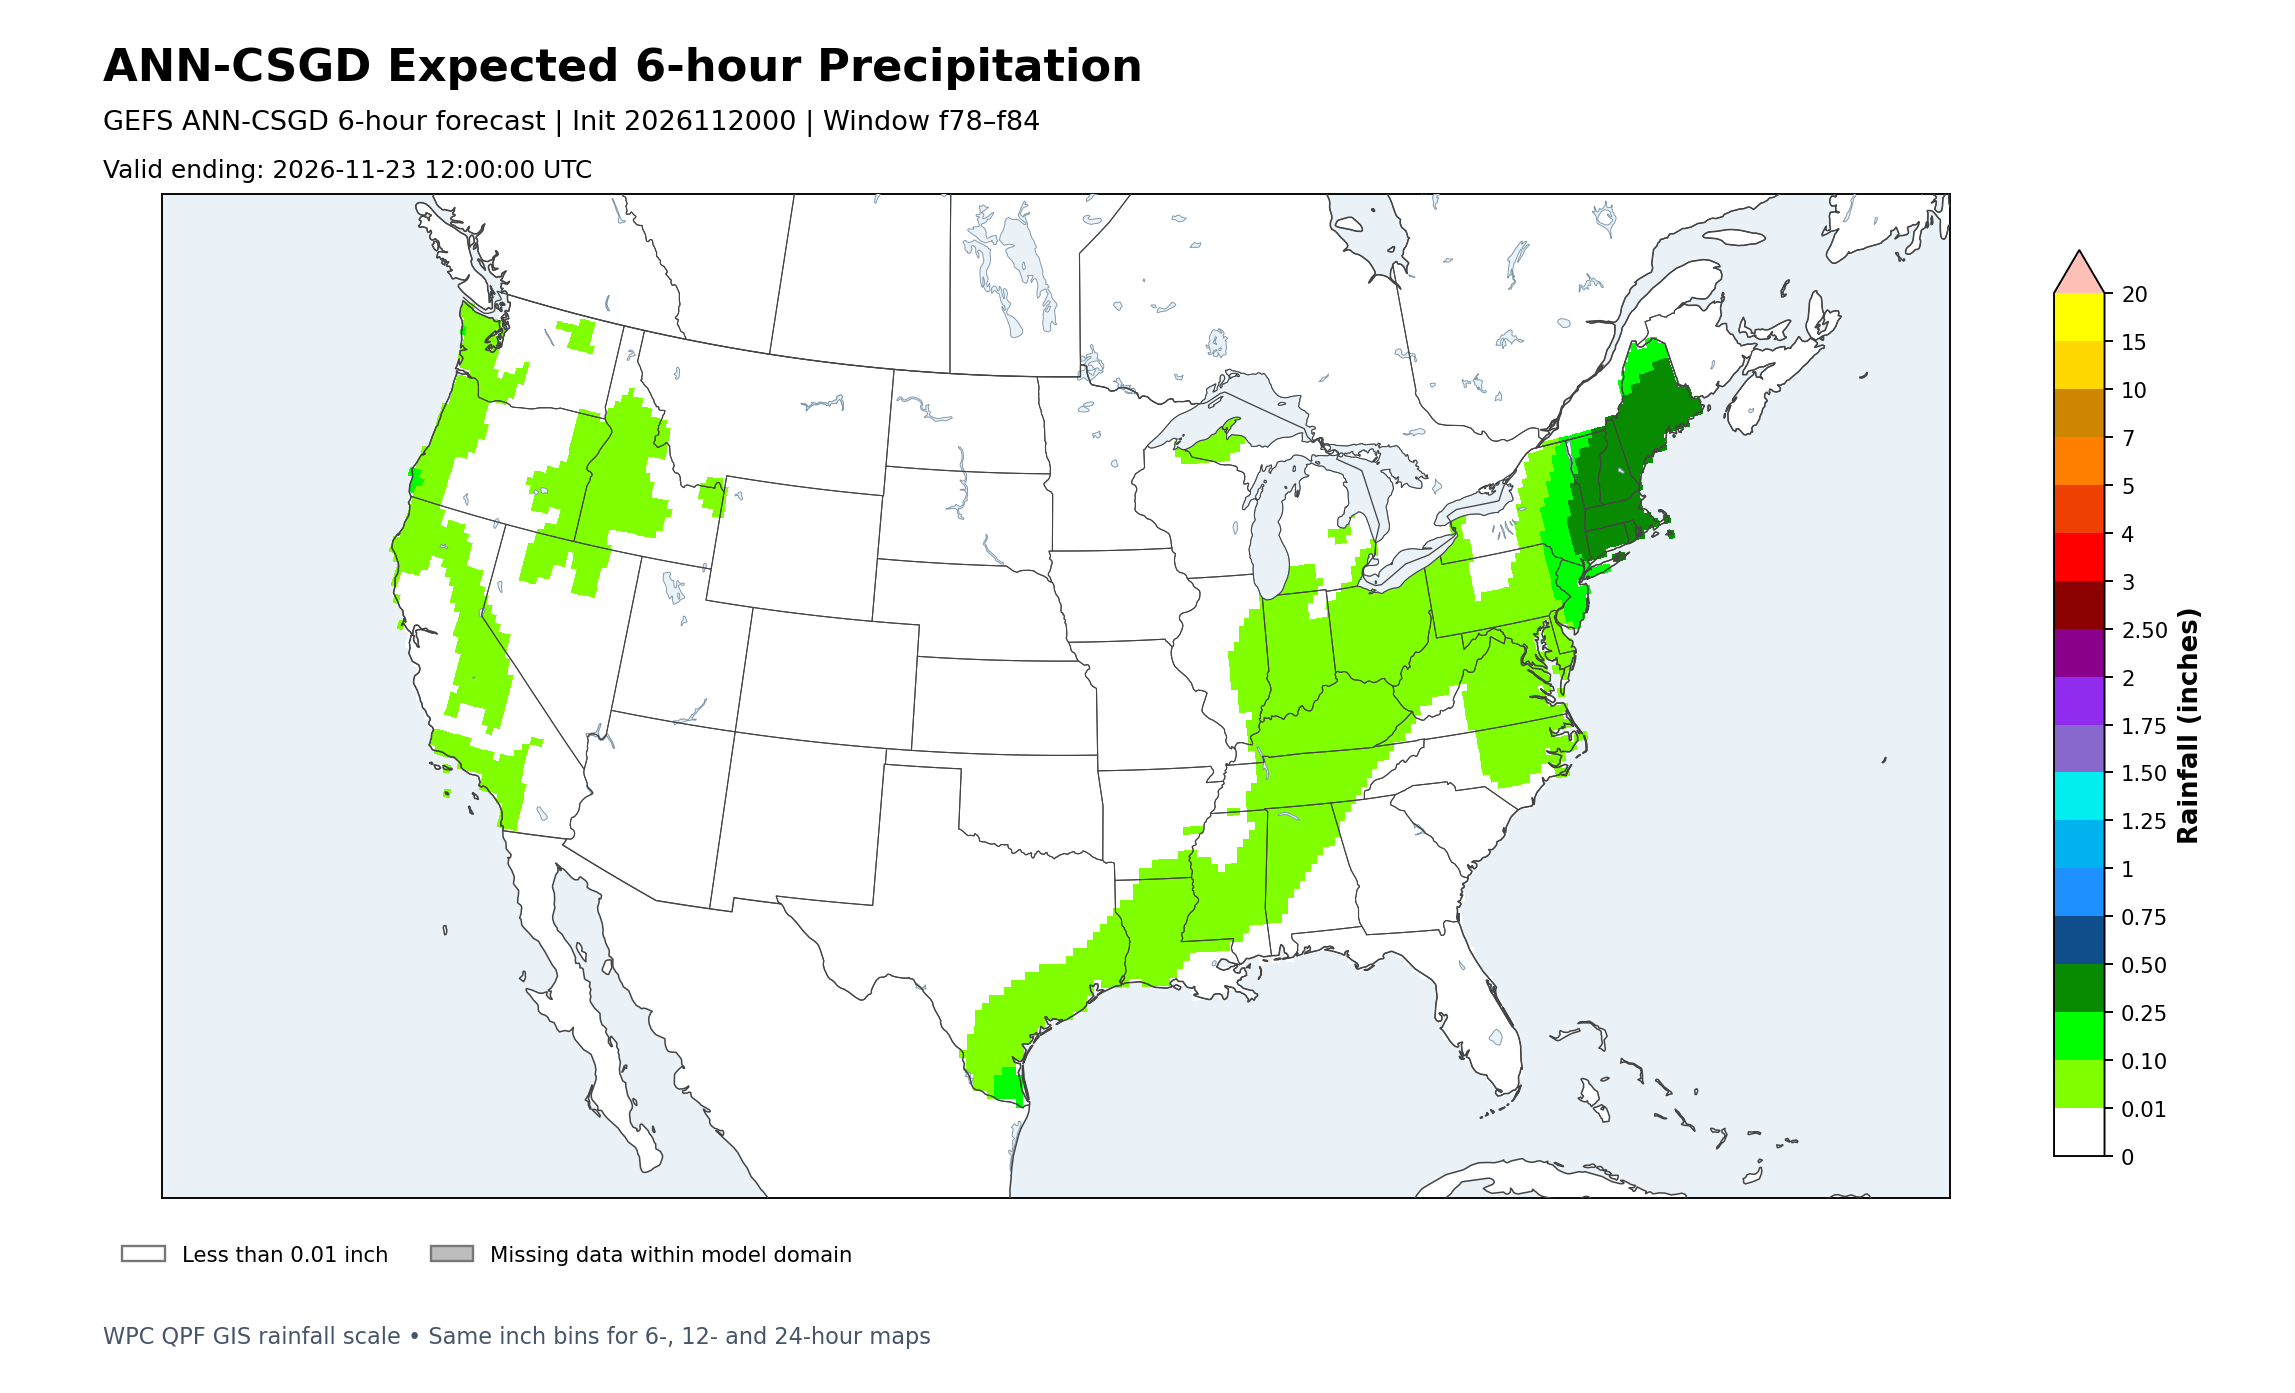 ANN-CSGD Expected 6-hour Precipitation
GEFS ANN-CSGD 6-hour forecast | Init 2026112000 | Window f78–f84
Valid ending: 2026-11-23 12:00:00 UTC
20
15
10
7
5
4
3
2.50
2
1.75
1.50
1.25
1
0.75
0.50
0.25
0.10
0.01
0
Rainfall (inches)
Less than 0.01 inch
Missing data within model domain
WPC QPF GIS rainfall scale • Same inch bins for 6-, 12- and 24-hour maps